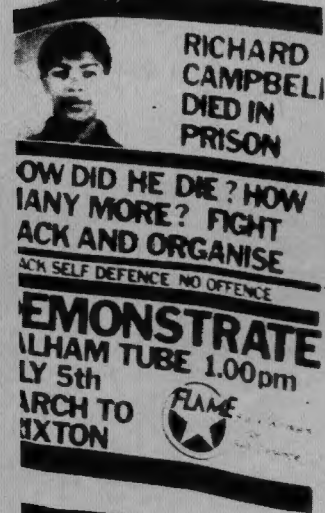 RICHARD
CAMPBELL
DIED IN
PRISON
OW DID HE DIE? HOW
IANY MORE? FIGHT
ACK AND ORGANISE
ACK SELF DEFENCE NO OFFENCE
EMONSTRATE
ALHAM TUBE 1.00pm
LY 5th
ARCH TO
RIXTON
FLAME